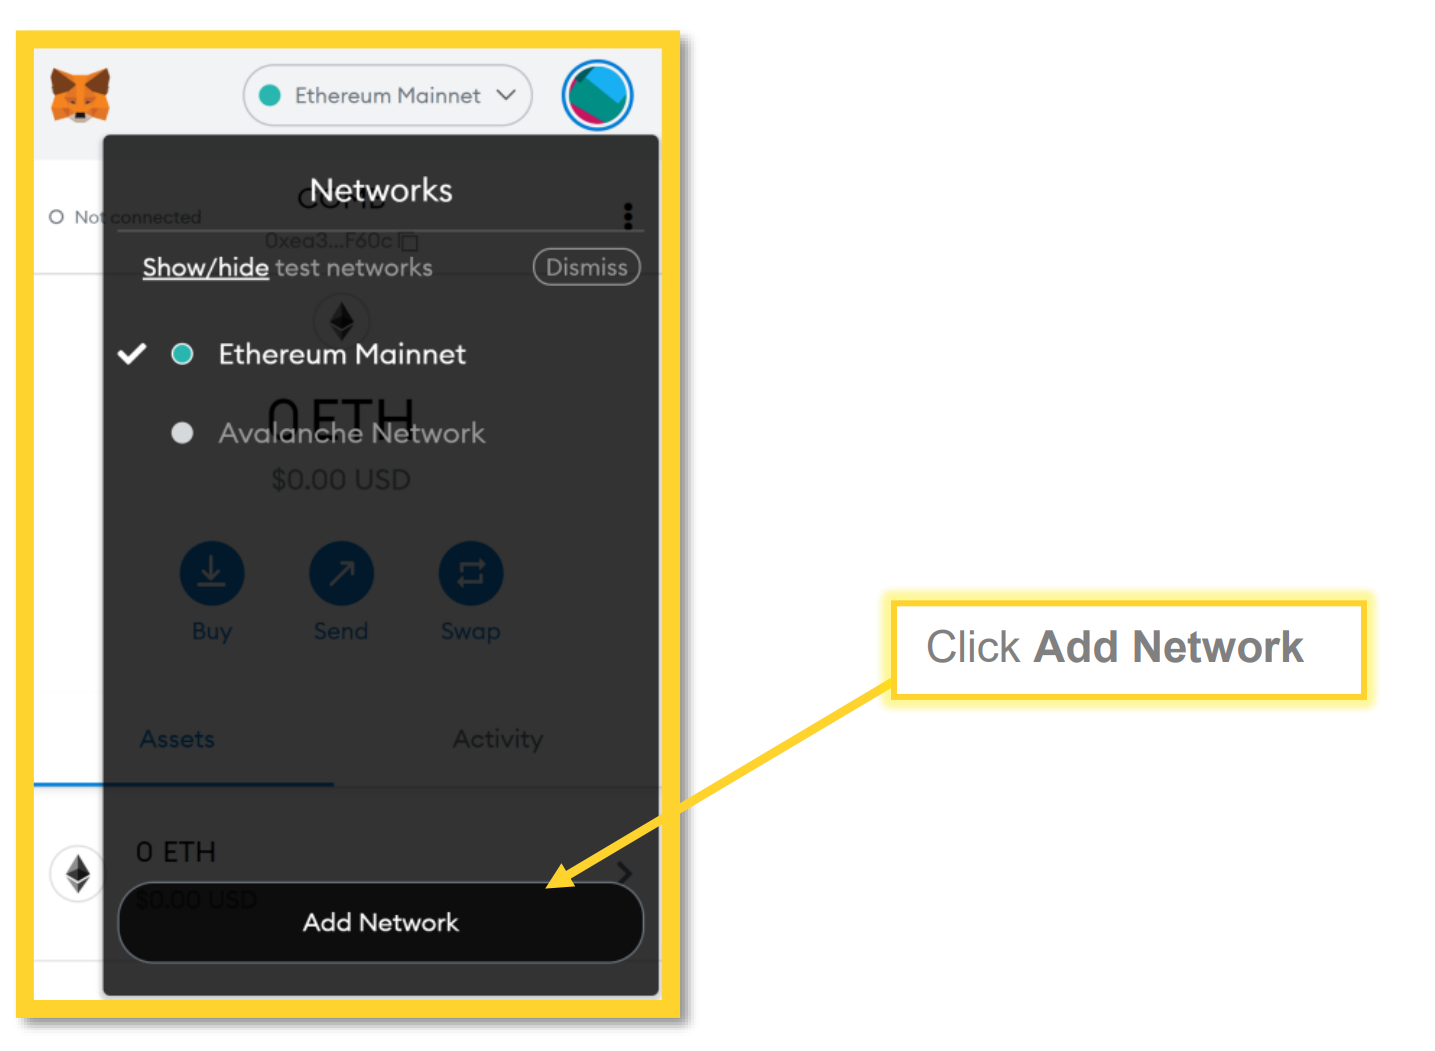 Ethereum Mainnet
Networks
COMB
Not connected
0xea3...F60c
Show/hide test networks
Dismiss
Ethereum Mainnet
0 ETH
Avalanche Network
$0.00 USD
Buy
Send
Swap
Click Add Network
Assets
Activity
0 ETH
$0.00 USD
Add Network